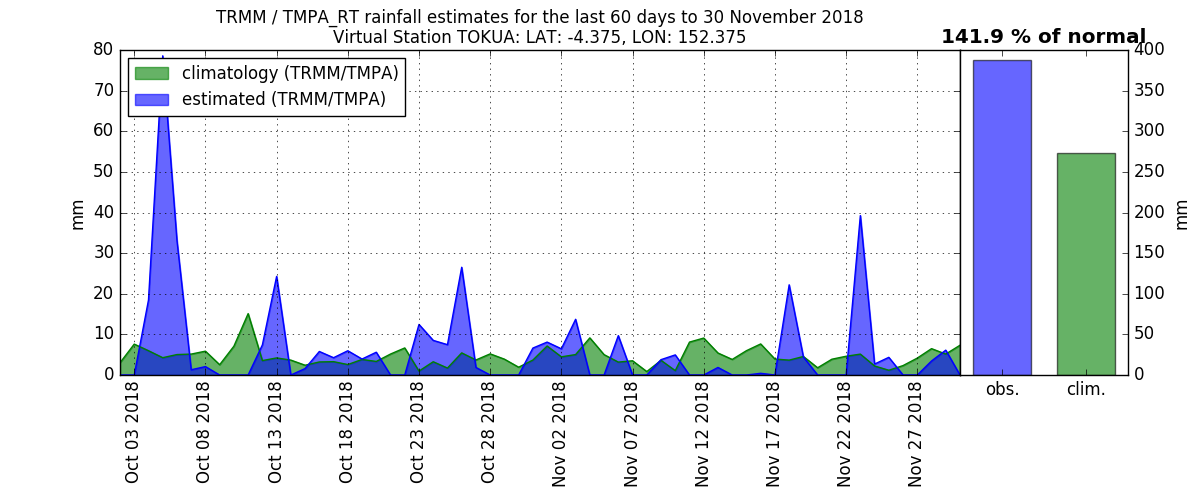 TRMM / TMPA_RT rainfall estimates for the last 60 days to 30 November 2018
Virtual Station TOKUA: LAT: -4.375, LON: 152.375
141.9 % of normal
climatology (TRMM/TMPA)
estimated (TRMM/TMPA)
80
70
60
50
40
30
20
10
0
mm
Oct 03 2018
Oct 08 2018
Oct 13 2018
Oct 18 2018
Oct 23 2018
Oct 28 2018
Nov 02 2018
Nov 07 2018
Nov 12 2018
Nov 17 2018
Nov 22 2018
Nov 27 2018
obs.
clim.
400
350
300
250
200
150
100
50
0
mm